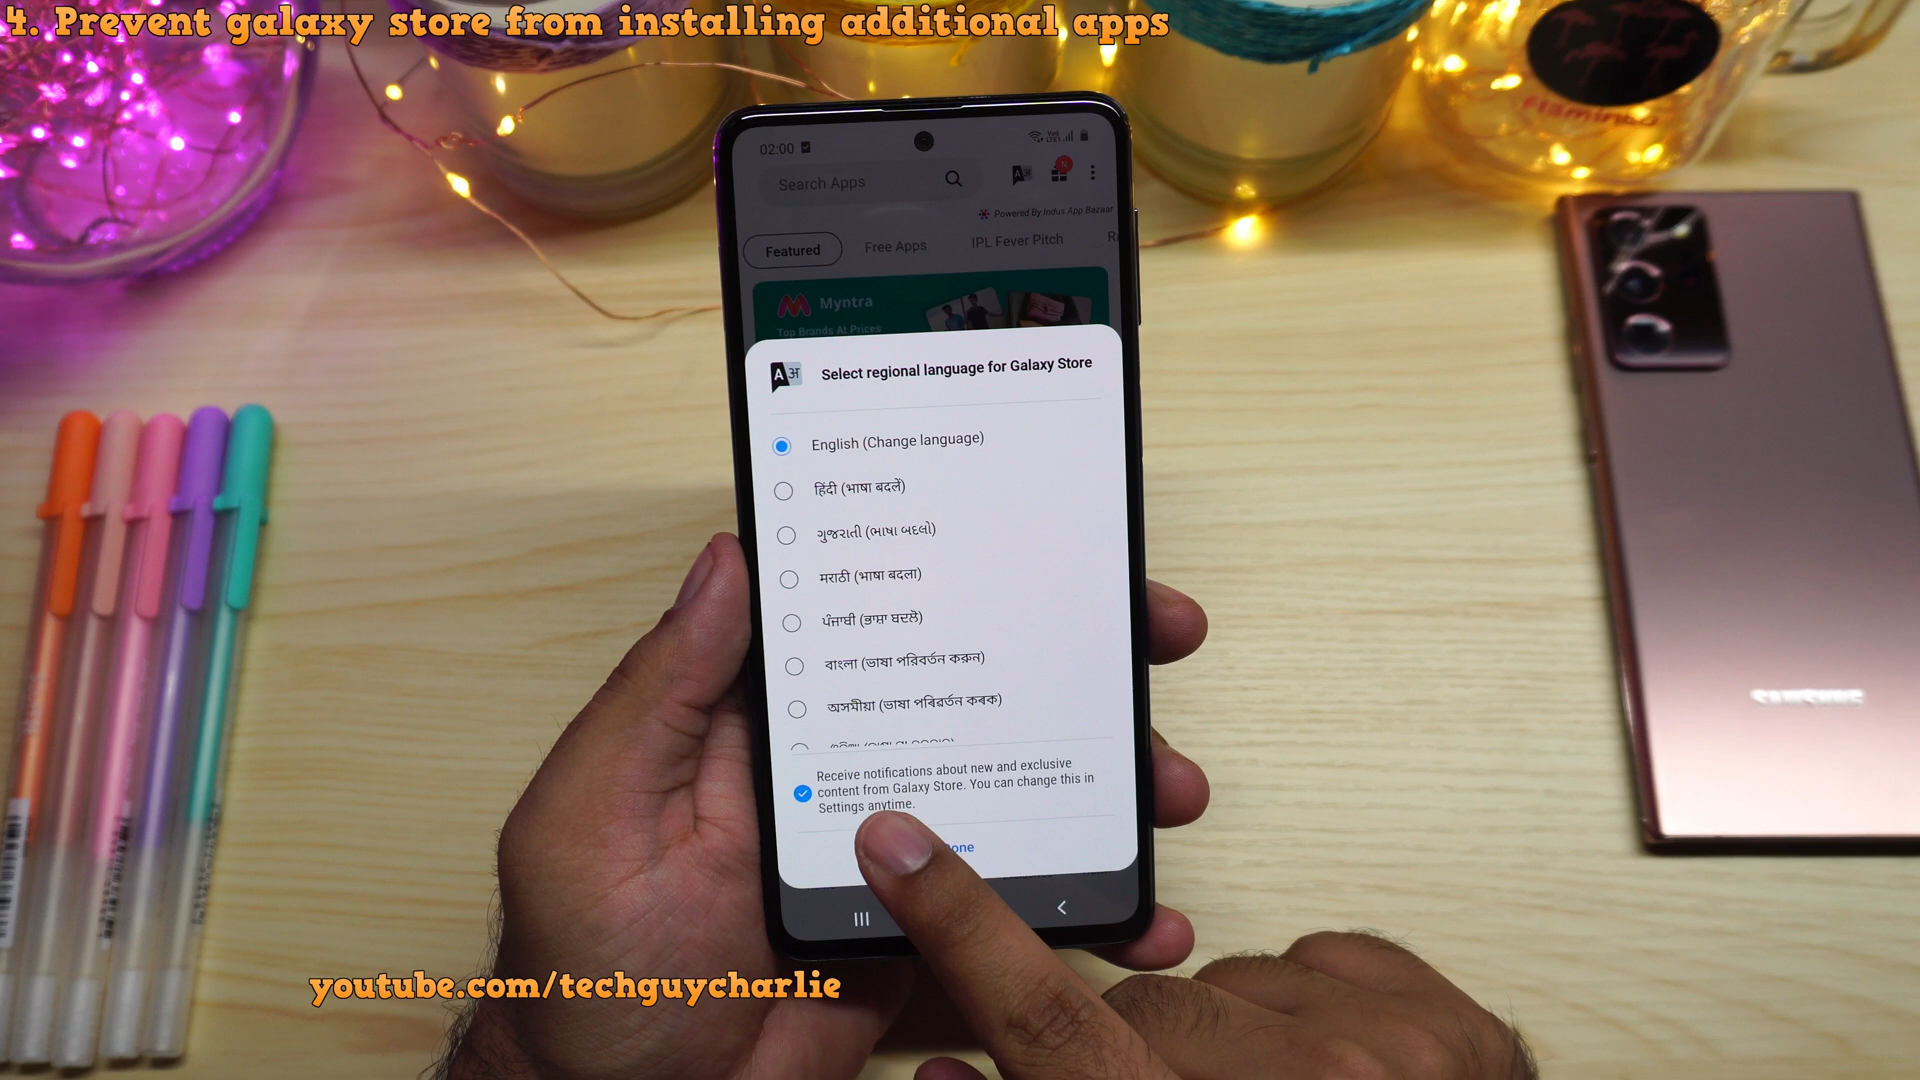 4. Prevent galaxy store from installing additional apps
flamingo
02:00
Search Apps
N
Powered By Indus App Bazaar
Featured
Free Apps
IPL Fever Pitch
Myntra
Top Brands At Prices
A अ
Select regional language for Galaxy Store
English (Change language)
हिंदी (भाषा बदलें)
ગુજરાતી (ભાષા બદલો)
मराठी (भाषा बदला)
ਪੰਜਾਬੀ (ਭਾਸ਼ਾ ਬਦਲੋ)
বাংলা (ভাষা পরিবর্তন করুন)
অসমীয়া (ভাষা পৰিৱৰ্তন কৰক)
Receive notifications about new and exclusive
content from Galaxy Store. You can change this in
Settings anytime.
SAMSUNG
youtube.com/techguycharlie